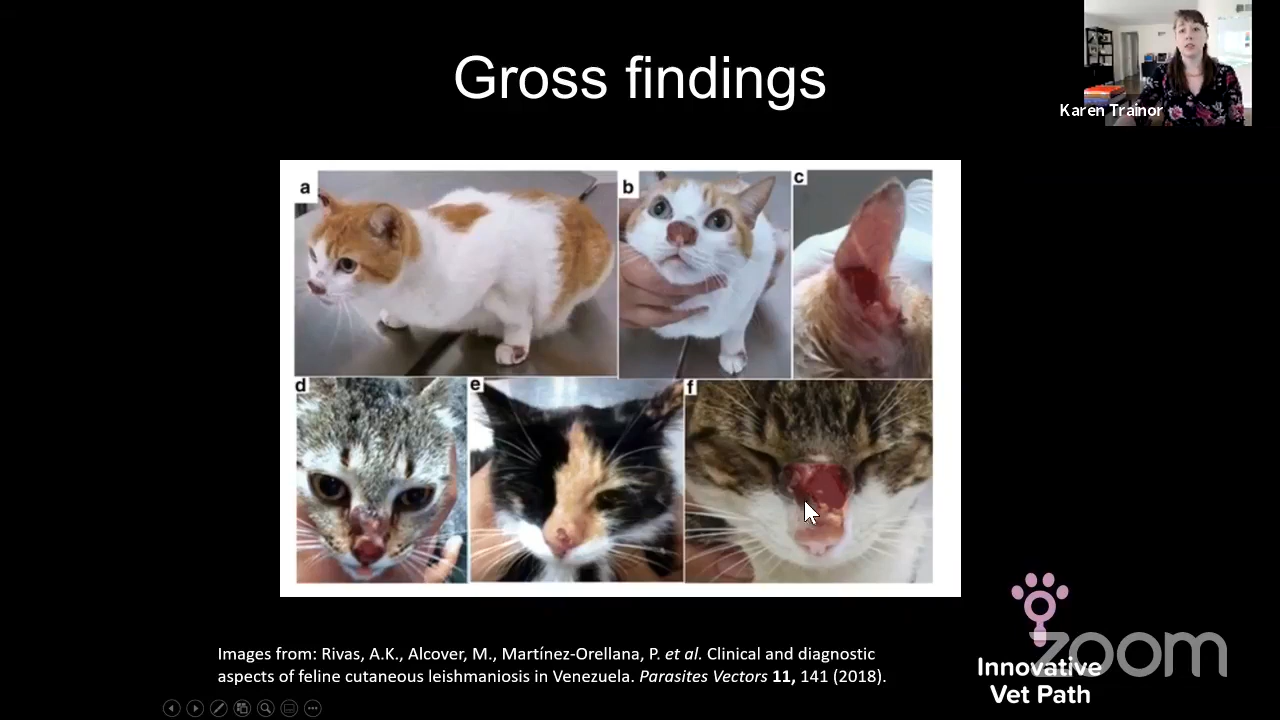 Gross findings
Karen Trainor
a
b
c
d
e
f
Images from: Rivas, A.K., Alcover, M., Martínez-Orellana, P. et al. Clinical and diagnostic
aspects of feline cutaneous leishmaniosis in Venezuela. Parasites Vectors 11, 141 (2018).
zoom
Innovative
Vet Path